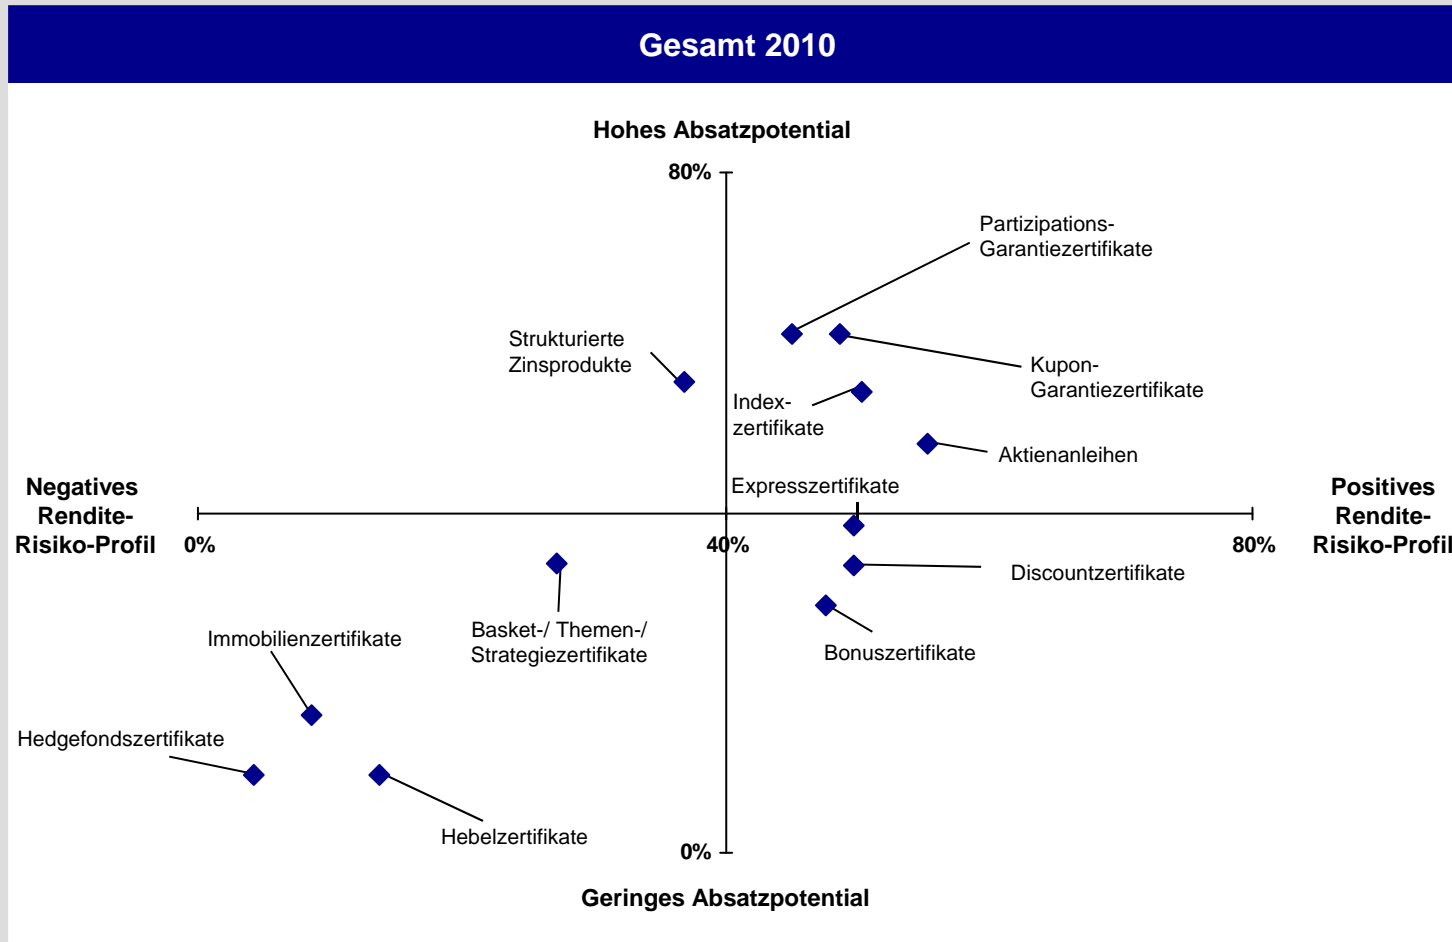 Gesamt 2010
Hohes Absatzpotential
80%
Partizipations-
Garantiezertifikate
Strukturierte
Zinsprodukte
Kupon-
Garantiezertifikate
Index-
zertifikate
Aktienanleihen
Expresszertifikate
Negatives
Rendite-
Risiko-Profil
0%
40%
80%
Positives
Rendite-
Risiko-Profil
Discountzertifikate
Basket-/ Themen-/
Strategiezertifikate
Bonuszertifikate
Immobilienzertifikate
Hedgefondszertifikate
Hebelzertifikate
0%
Geringes Absatzpotential